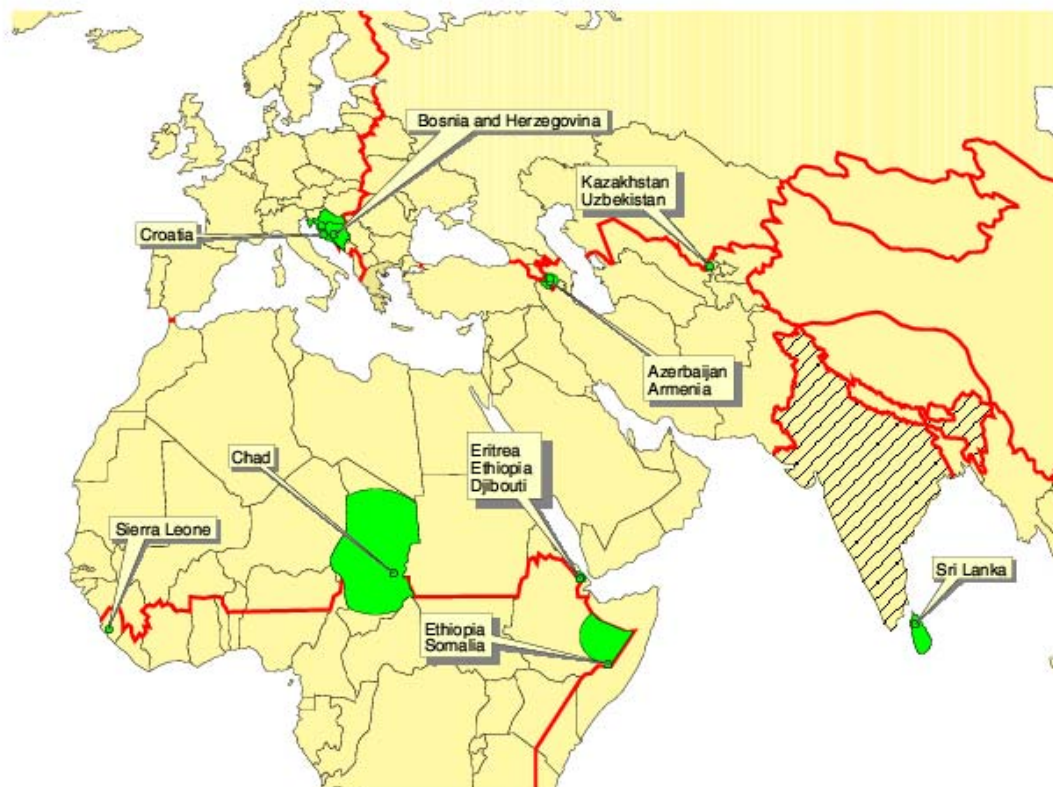 Bosnia and Herzegovina
Kazakhstan
Uzbekistan
Croatia
Azerbaijan
Armenia
Chad
Eritrea
Ethiopia
Djibouti
Sierra Leone
Sri Lanka
Ethiopia
Somalia